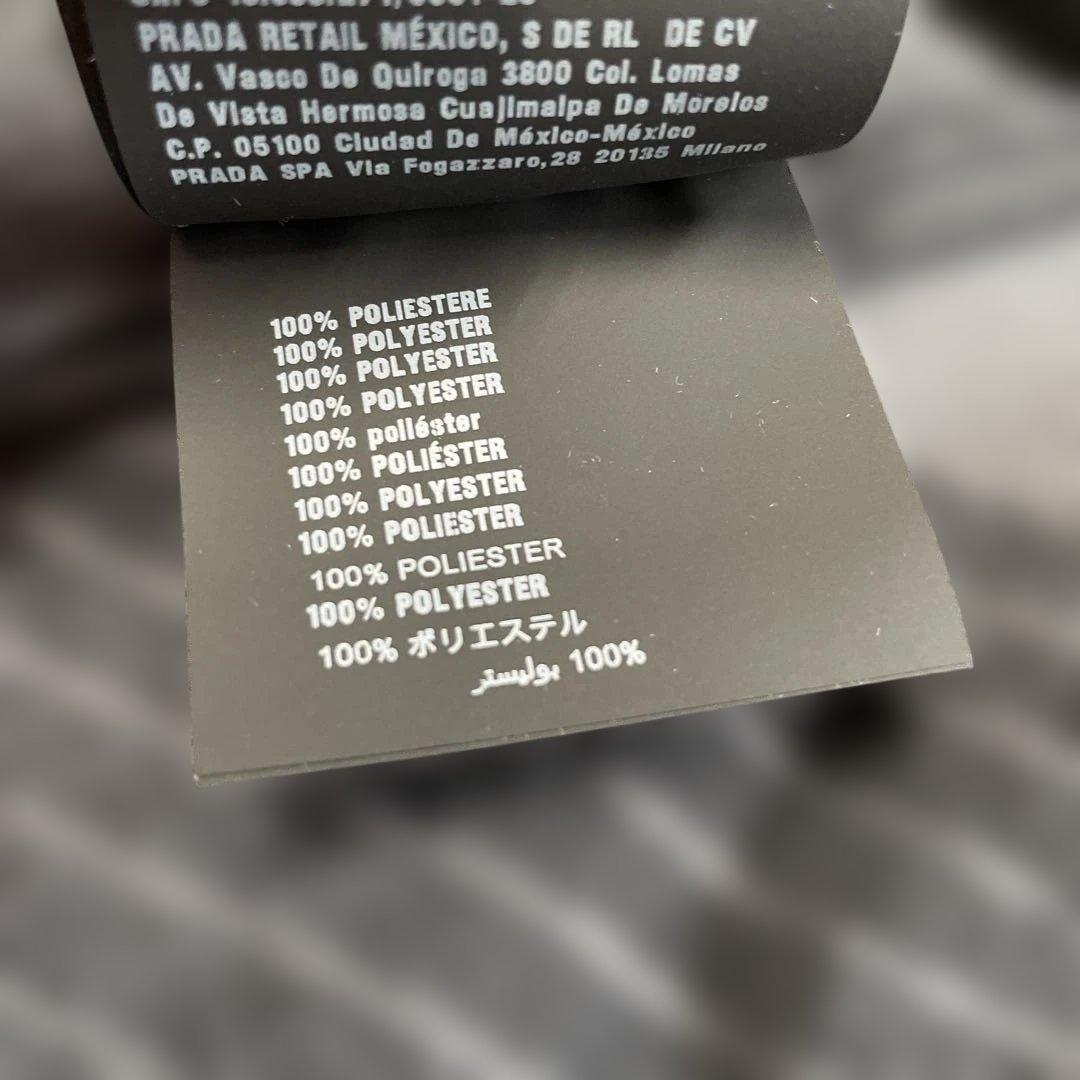 PRADA RETAIL MÉXICO, S DE RL DE CV
AV. Vasco De Quiroga 3800 Col. Lomas
De Vista Hermosa Cuajimalpa De Morelos
C.P. 05100 Ciudad De México-México
PRADA SPA Via Fogazzaro,28 20135 Milano
100% POLIESTERE
100% POLYESTER
100% POLYESTER
100% POLYESTER
100% poliéster
100% POLIÉSTER
100% POLYESTER
100% POLIESTER
100% POLIESTER
100% POLYESTER
100% ポリエステル
100% بوليستر